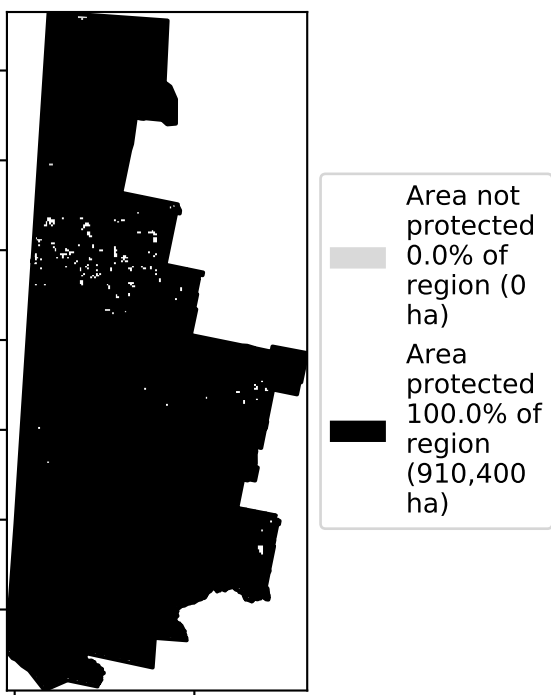 Area not
protected
0.0% of
region (0
ha)
Area
protected
100.0% of
region
(910,400
ha)